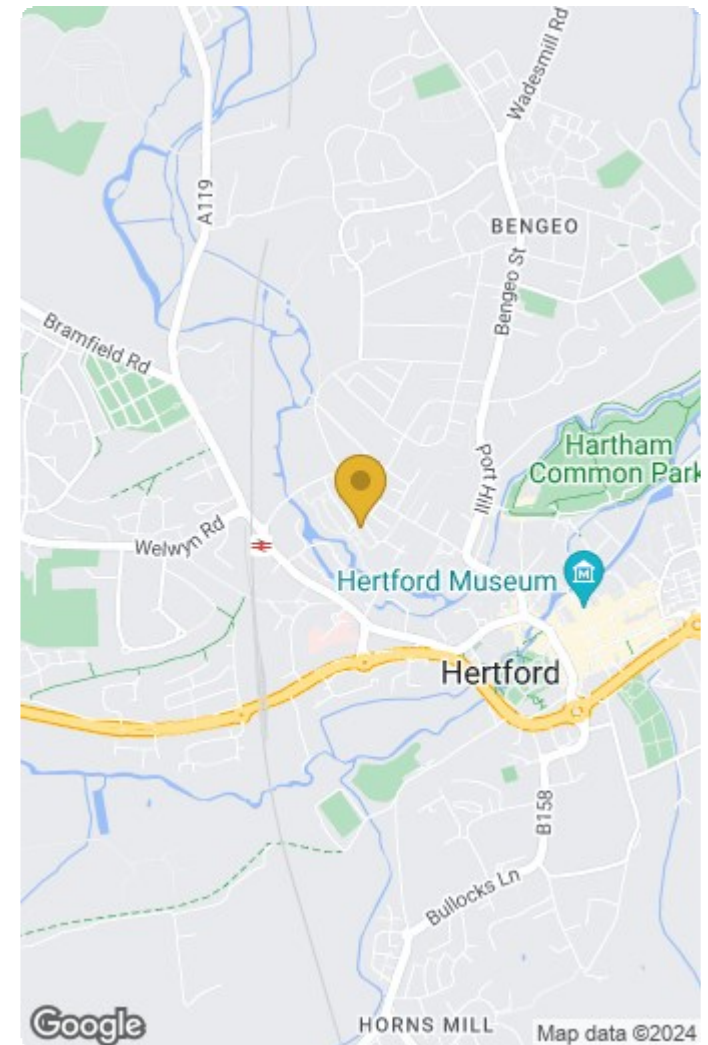 Wadesmill Rd
A119
BENGEO
Bengeo St
Bramfield Rd
Hartham
Common Park
Port Hill
Welwyn Rd
Hertford Museum
M
Hertford
B158
Bullocks Ln
HORNS MILL
Google
Map data ©2024